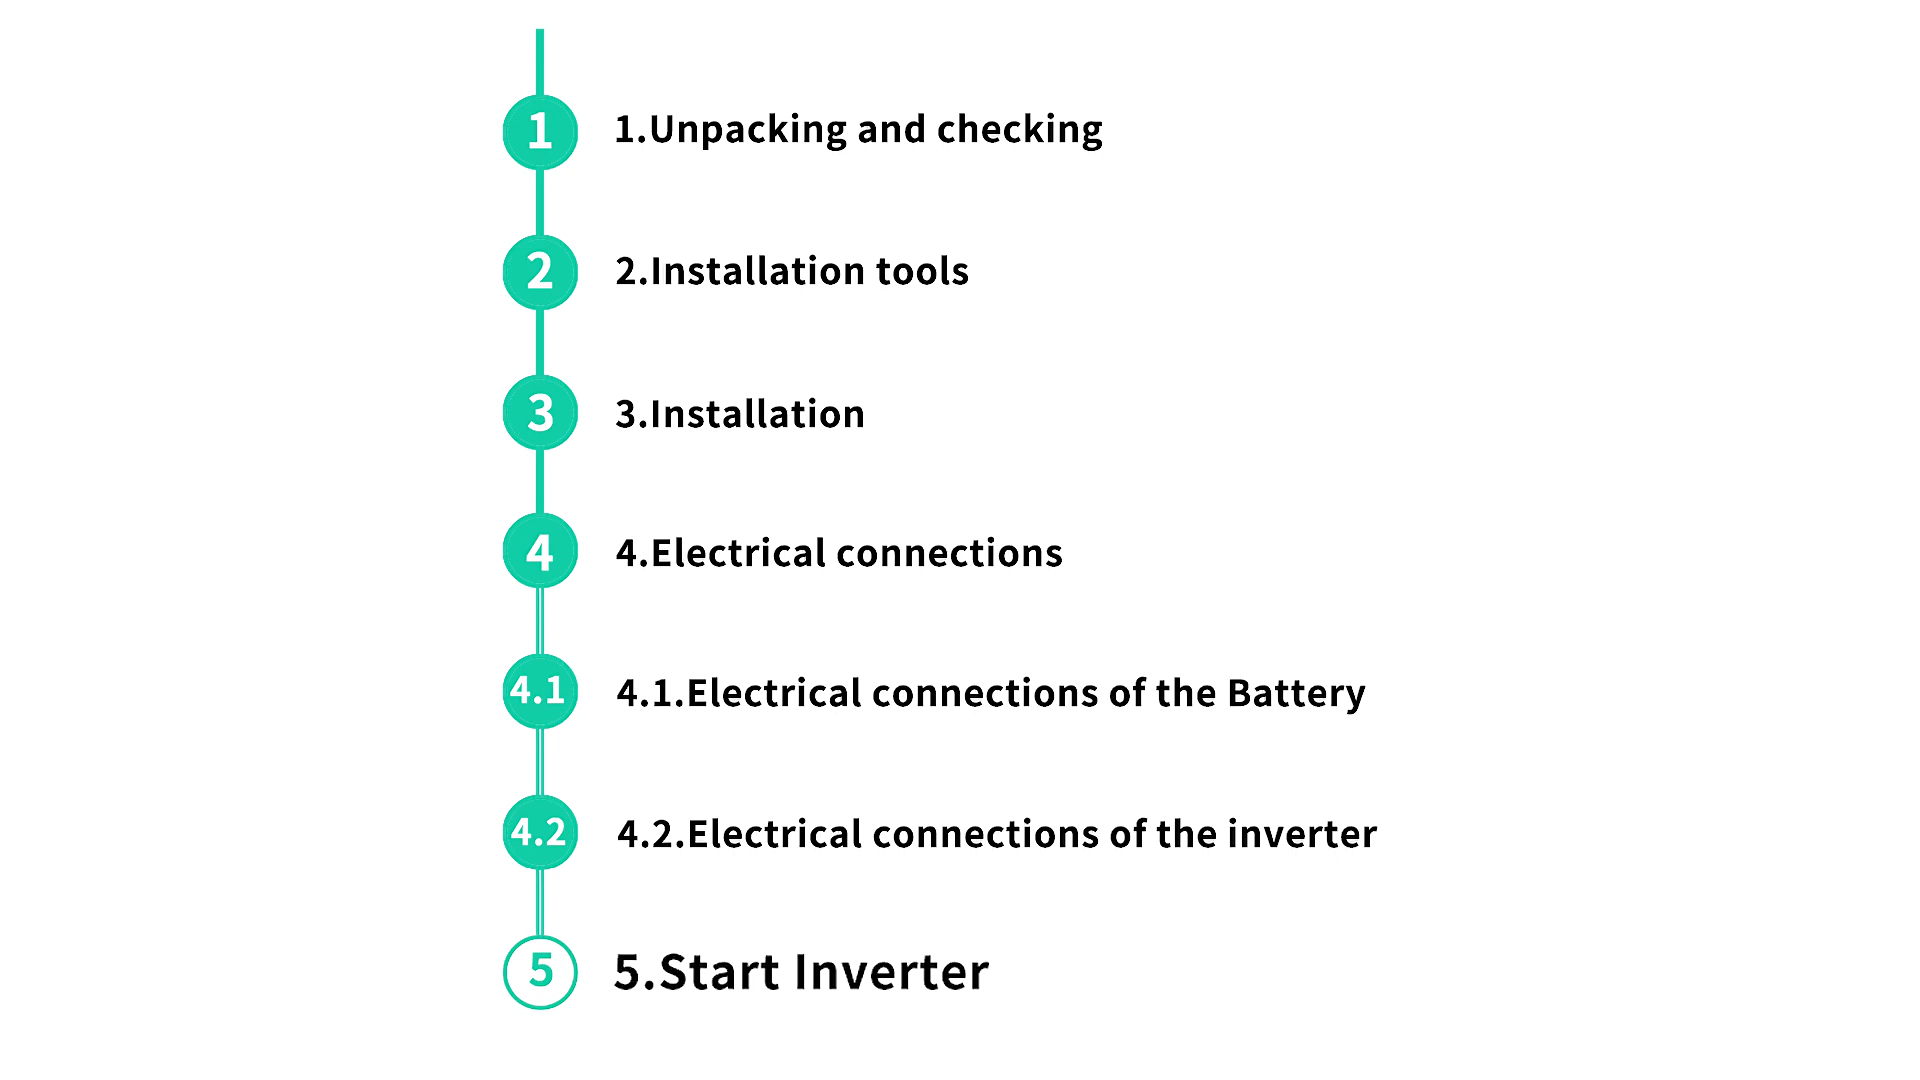 1 1.Unpacking and checking
2 2.Installation tools
3 3.Installation
4 4.Electrical connections
4.1 4.1.Electrical connections of the Battery
4.2 4.2.Electrical connections of the inverter
5 5.Start Inverter